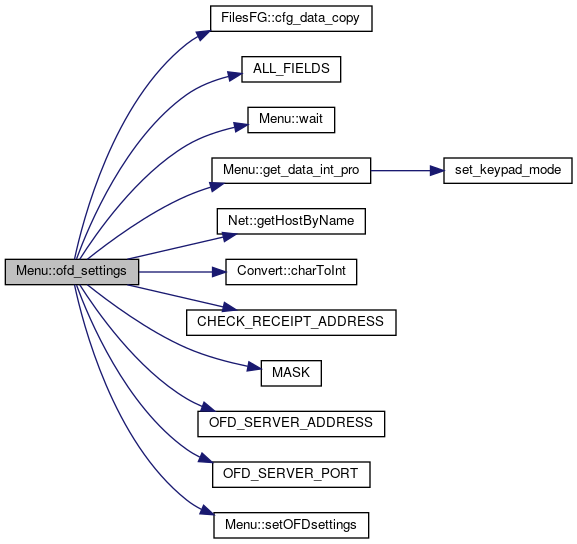 FilesFG::cfg_data_copy
ALL_FIELDS
Menu::wait
Menu::get_data_int_pro
set_keypad_mode
Net::getHostByName
Menu::ofd_settings
Convert::charToInt
CHECK_RECEIPT_ADDRESS
MASK
OFD_SERVER_ADDRESS
OFD_SERVER_PORT
Menu::setOFDsettings